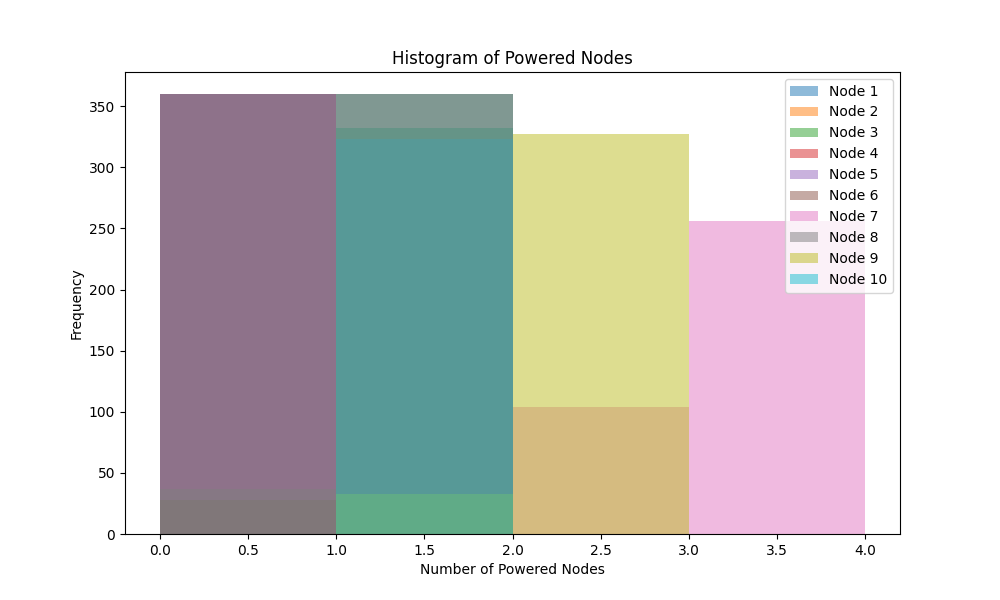 Histogram of Powered Nodes
Frequency
350
300
250
200
150
100
50
0
0.0 0.5 1.0 1.5 2.0 2.5 3.0 3.5 4.0
Number of Powered Nodes
Node 1
Node 2
Node 3
Node 4
Node 5
Node 6
Node 7
Node 8
Node 9
Node 10